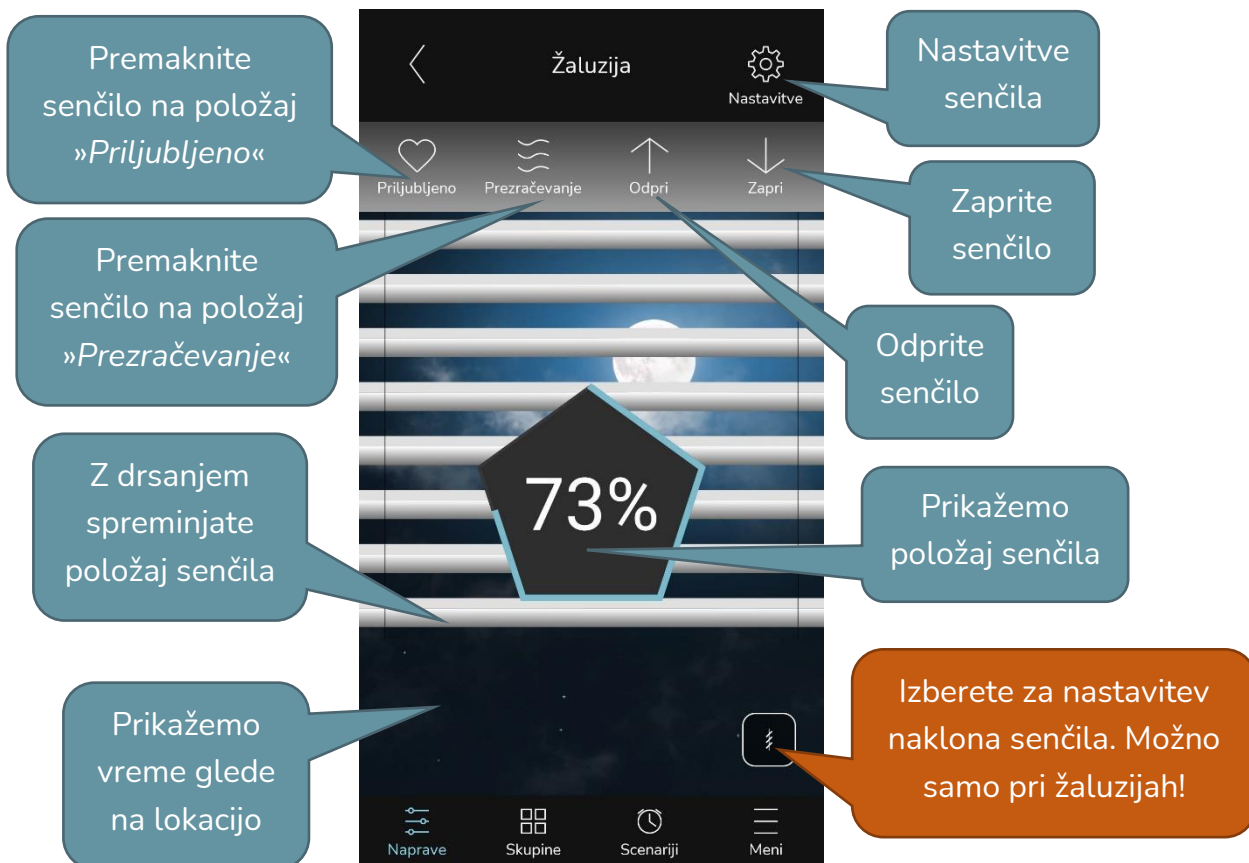 Premaknite
senčilo na položaj
»Priljubljeno«
Žaluzija
Nastavitve
Nastavitve
senčila
Priljubljeno
Prezračevanje
Odpri
Zapri
Zaprite
senčilo
Premaknite
senčilo na položaj
»Prezračevanje«
Odprite
senčilo
Z drsanjem
spreminjate
položaj senčila
73%
Prikažemo
položaj senčila
Prikažemo
vreme glede
na lokacijo
Izberete za nastavitev
naklona senčila. Možno
samo pri žaluzijah!
Naprave
Skupine
Scenariji
Meni